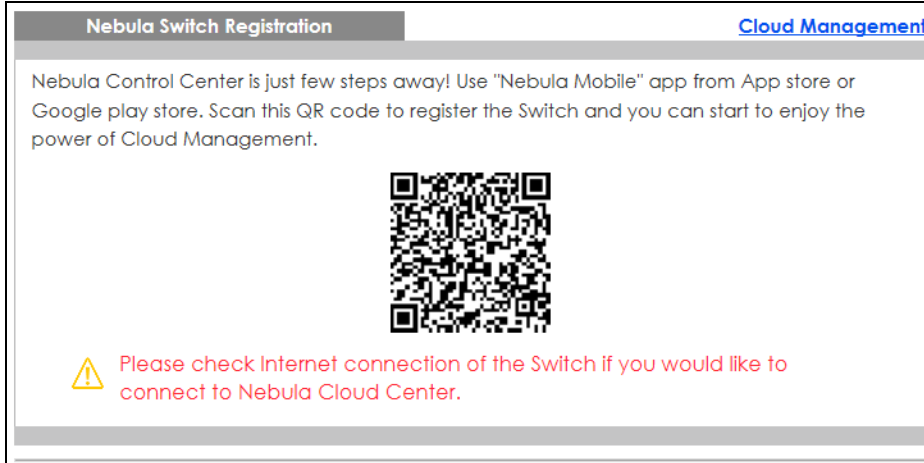 Nebula Switch Registration
Cloud Management
Nebula Control Center is just few steps away! Use "Nebula Mobile" app from App store or
Google play store. Scan this QR code to register the Switch and you can start to enjoy the
power of Cloud Management.
Please check Internet connection of the Switch if you would like to
connect to Nebula Cloud Center.